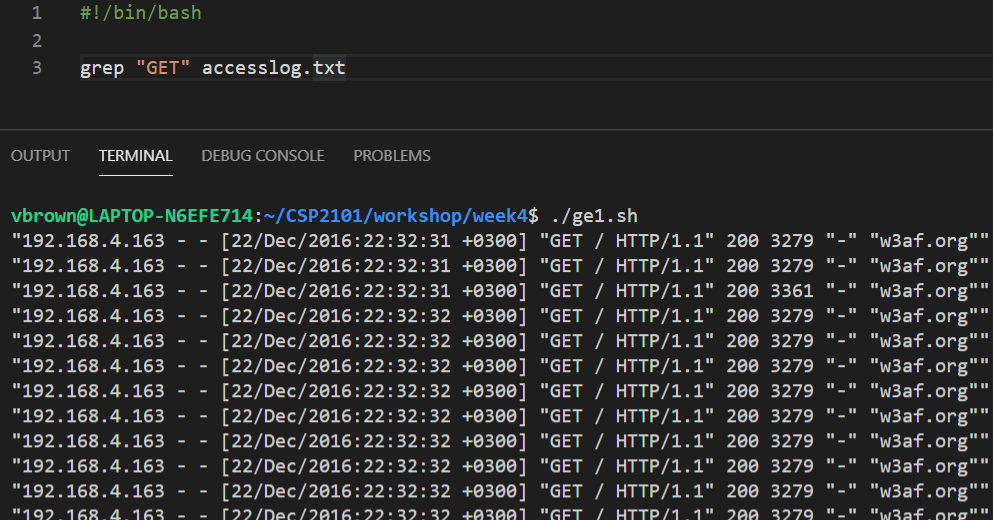 1 #!/bin/bash
2
3 grep "GET" accesslog.txt
OUTPUT TERMINAL DEBUG CONSOLE PROBLEMS
vbrown@LAPTOP-N6EFE714:~/CSP2101/workshop/week4$ ./ge1.sh
"192.168.4.163 - - [22/Dec/2016:22:32:31 +0300] "GET / HTTP/1.1" 200 3279 "-" "w3af.org""
"192.168.4.163 - - [22/Dec/2016:22:32:31 +0300] "GET / HTTP/1.1" 200 3279 "-" "w3af.org""
"192.168.4.163 - - [22/Dec/2016:22:32:31 +0300] "GET / HTTP/1.1" 200 3361 "-" "w3af.org""
"192.168.4.163 - - [22/Dec/2016:22:32:32 +0300] "GET / HTTP/1.1" 200 3279 "-" "w3af.org""
"192.168.4.163 - - [22/Dec/2016:22:32:32 +0300] "GET / HTTP/1.1" 200 3279 "-" "w3af.org""
"192.168.4.163 - - [22/Dec/2016:22:32:32 +0300] "GET / HTTP/1.1" 200 3279 "-" "w3af.org""
"192.168.4.163 - - [22/Dec/2016:22:32:32 +0300] "GET / HTTP/1.1" 200 3279 "-" "w3af.org""
"192.168.4.163 - - [22/Dec/2016:22:32:32 +0300] "GET / HTTP/1.1" 200 3279 "-" "w3af.org""
"192.168.4.163 - - [22/Dec/2016:22:32:32 +0300] "GET / HTTP/1.1" 200 3279 "-" "w3af.org""
"192.168.4.163 - - [22/Dec/2016:22:32:32 +0300] "GET / HTTP/1.1" 200 3279 "-" "w3af.org""
"192.168.4.163 - - [22/Dec/2016:22:32:32 +0300] "GET / HTTP/1.1" 200 3279 "-" "w3af.org""
"192.168.4.163 - - [22/Dec/2016:22:32:32 +0300] "GET / HTTP/1.1" 200 3279 "-" "w3af.org""